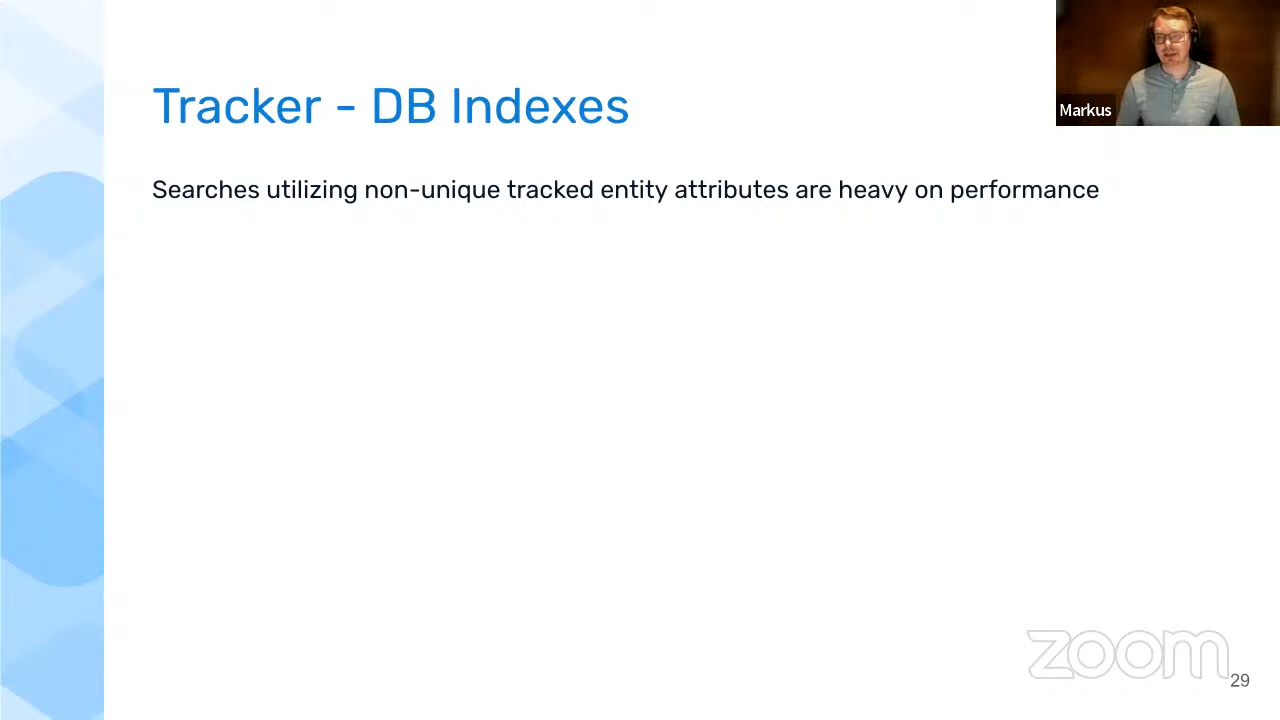 Tracker - DB Indexes
Markus
Searches utilizing non-unique tracked entity attributes are heavy on performance
zoom
29